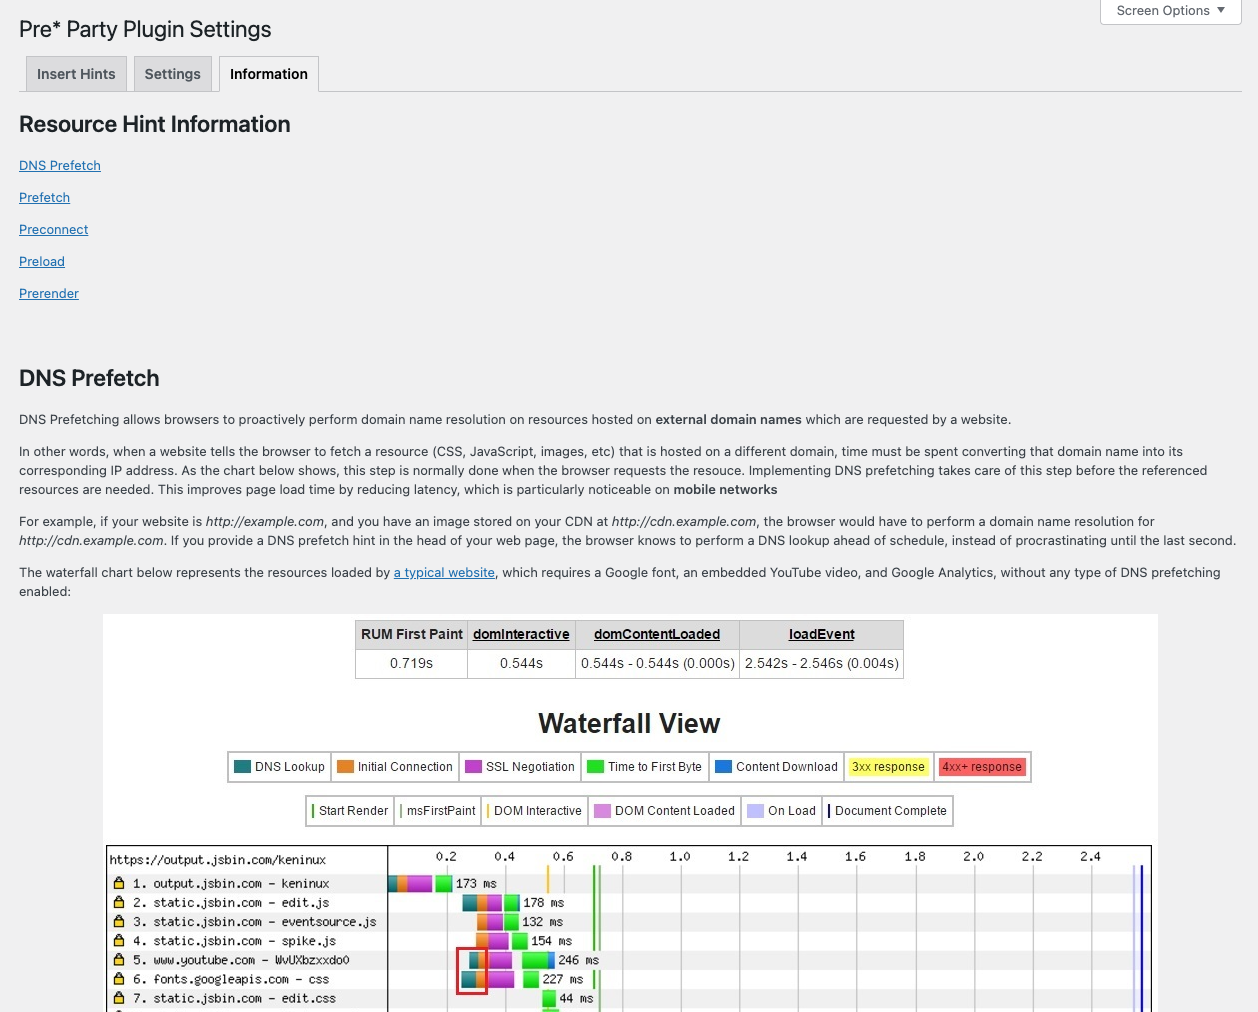 Screen Options ▼
Pre* Party Plugin Settings
Insert Hints Settings Information
Resource Hint Information
DNS Prefetch
Prefetch
Preconnect
Preload
Prerender
DNS Prefetch
DNS Prefetching allows browsers to proactively perform domain name resolution on resources hosted on external domain names which are requested by a website.
In other words, when a website tells the browser to fetch a resource (CSS, JavaScript, images, etc) that is hosted on a different domain, time must be spent converting that domain name into its
corresponding IP address. As the chart below shows, this step is normally done when the browser requests the resouce. Implementing DNS prefetching takes care of this step before the referenced
resources are needed. This improves page load time by reducing latency, which is particularly noticeable on mobile networks
For example, if your website is http://example.com, and you have an image stored on your CDN at http://cdn.example.com, the browser would have to perform a domain name resolution for
http://cdn.example.com. If you provide a DNS prefetch hint in the head of your web page, the browser knows to perform a DNS lookup ahead of schedule, instead of procrastinating until the last second.
The waterfall chart below represents the resources loaded by a typical website, which requires a Google font, an embedded YouTube video, and Google Analytics, without any type of DNS prefetching
enabled:
RUM First Paint domInteractive domContentLoaded loadEvent
0.719s 0.544s 0.544s - 0.544s (0.000s) 2.542s - 2.546s (0.004s)
Waterfall View
DNS Lookup Initial Connection SSL Negotiation Time to First Byte Content Download 3xx response 4xx+ response
Start Render msFirstPaint DOM Interactive DOM Content Loaded On Load Document Complete
https://output.jsbin.com/keninux 0.2 0.4 0.6 0.8 1.0 1.2 1.4 1.6 1.8 2.0 2.2 2.4
1. output.jsbin.com - keninux 173 ms
2. static.jsbin.com - edit.js 178 ms
3. static.jsbin.com - eventsource.js 132 ms
4. static.jsbin.com - spike.js 154 ms
5. www.youtube.com - WvUXbzxxdo0 246 ms
6. fonts.googleapis.com - css 227 ms
7. static.jsbin.com - edit.css 44 ms